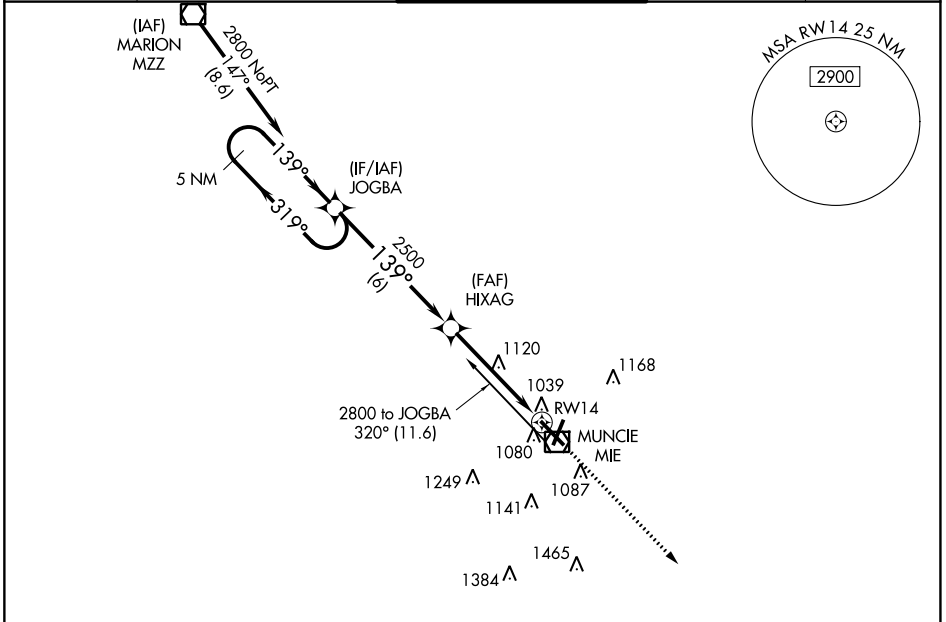 (IAF)
MARION
MZZ
2800 NoPT
147°
(8.6)
MSA RW14 25 NM
2900
5 NM
139°
319°
(IF/IAF)
JOGBA
2500
139°
(6)
(FAF)
HIXAG
1120
1168
1039
RW14
2800 to JOGBA
320° (11.6)
1080
MUNCIE
MIE
1249
1087
1141
1465
1384